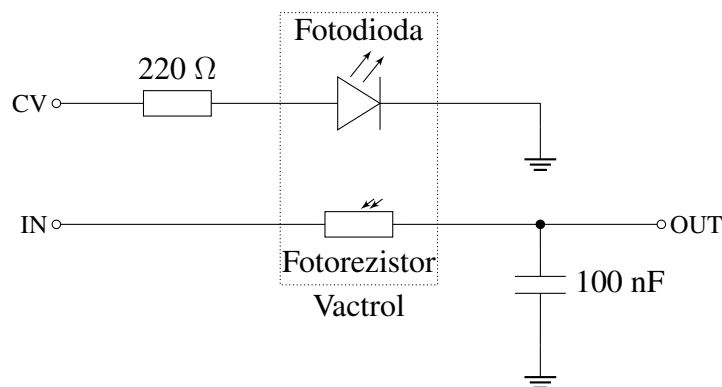 Fotodioda
220 Ω
CV
IN
OUT
Fotorezistor
100 nF
Vactrol